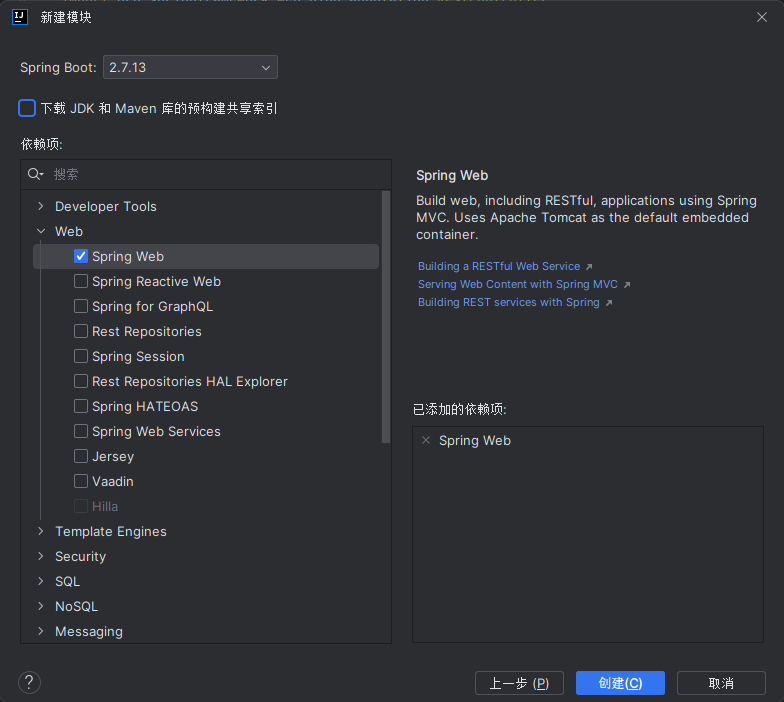 新建模块
Spring Boot: 2.7.13
下载 JDK 和 Maven 库的预构建共享索引
依赖项:
搜索
Developer Tools
Web
Spring Web
Spring Reactive Web
Spring for GraphQL
Rest Repositories
Spring Session
Rest Repositories HAL Explorer
Spring HATEOAS
Spring Web Services
Jersey
Vaadin
Hilla
Template Engines
Security
SQL
NoSQL
Messaging
Spring Web
Build web, including RESTful, applications using Spring
MVC. Uses Apache Tomcat as the default embedded
container.
Building a RESTful Web Service
Serving Web Content with Spring MVC
Building REST services with Spring
已添加的依赖项:
Spring Web
?
上一步 (P)
创建(C)
取消